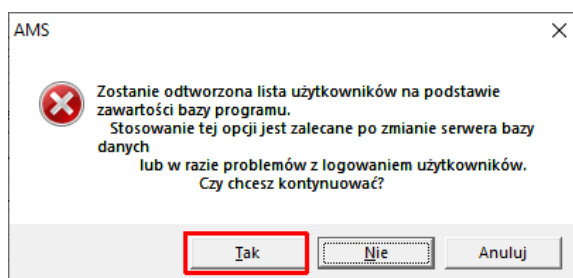 AMS
Zostanie odtworzona lista użytkowników na podstawie
zawartości bazy programu.
Stosowanie tej opcji jest zalecane po zmianie serwera bazy
danych
lub w razie problemów z logowaniem użytkowników.
Czy chcesz kontynuować?
Tak
Nie
Anuluj